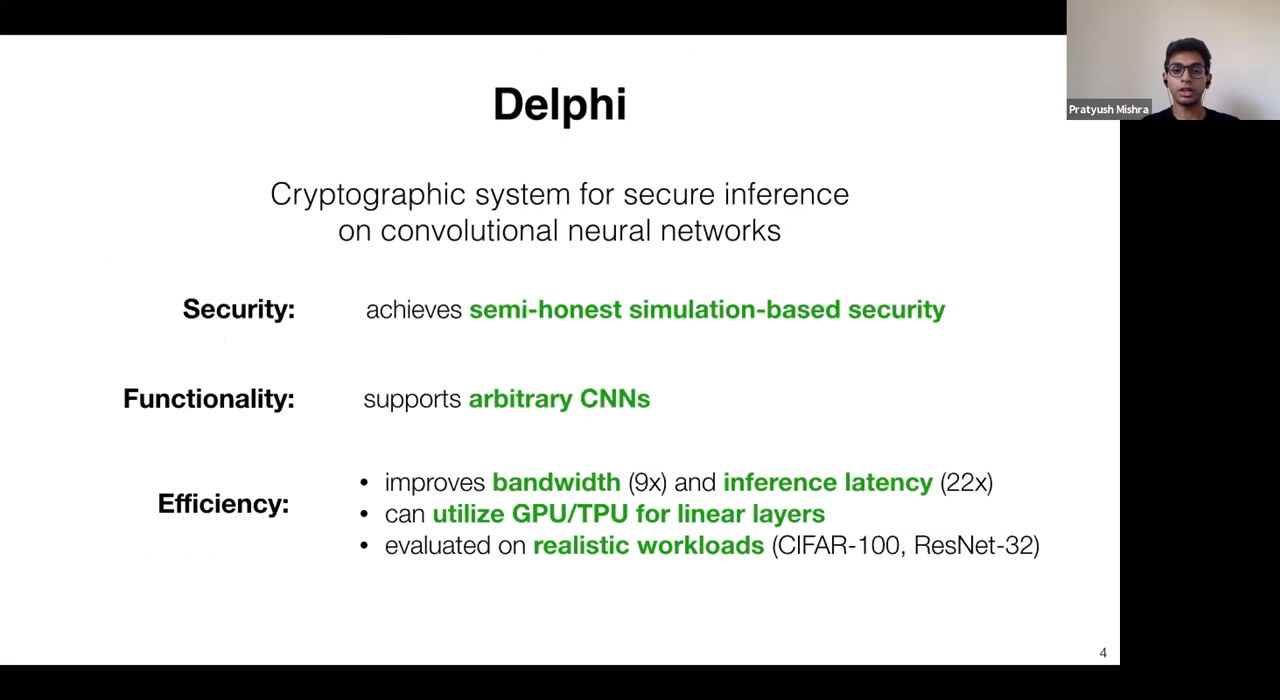 Delphi
Pratyush Mishra
Cryptographic system for secure inference
on convolutional neural networks
Security: achieves semi-honest simulation-based security
Functionality: supports arbitrary CNNs
Efficiency:
• improves bandwidth (9x) and inference latency (22x)
• can utilize GPU/TPU for linear layers
• evaluated on realistic workloads (CIFAR-100, ResNet-32)
4